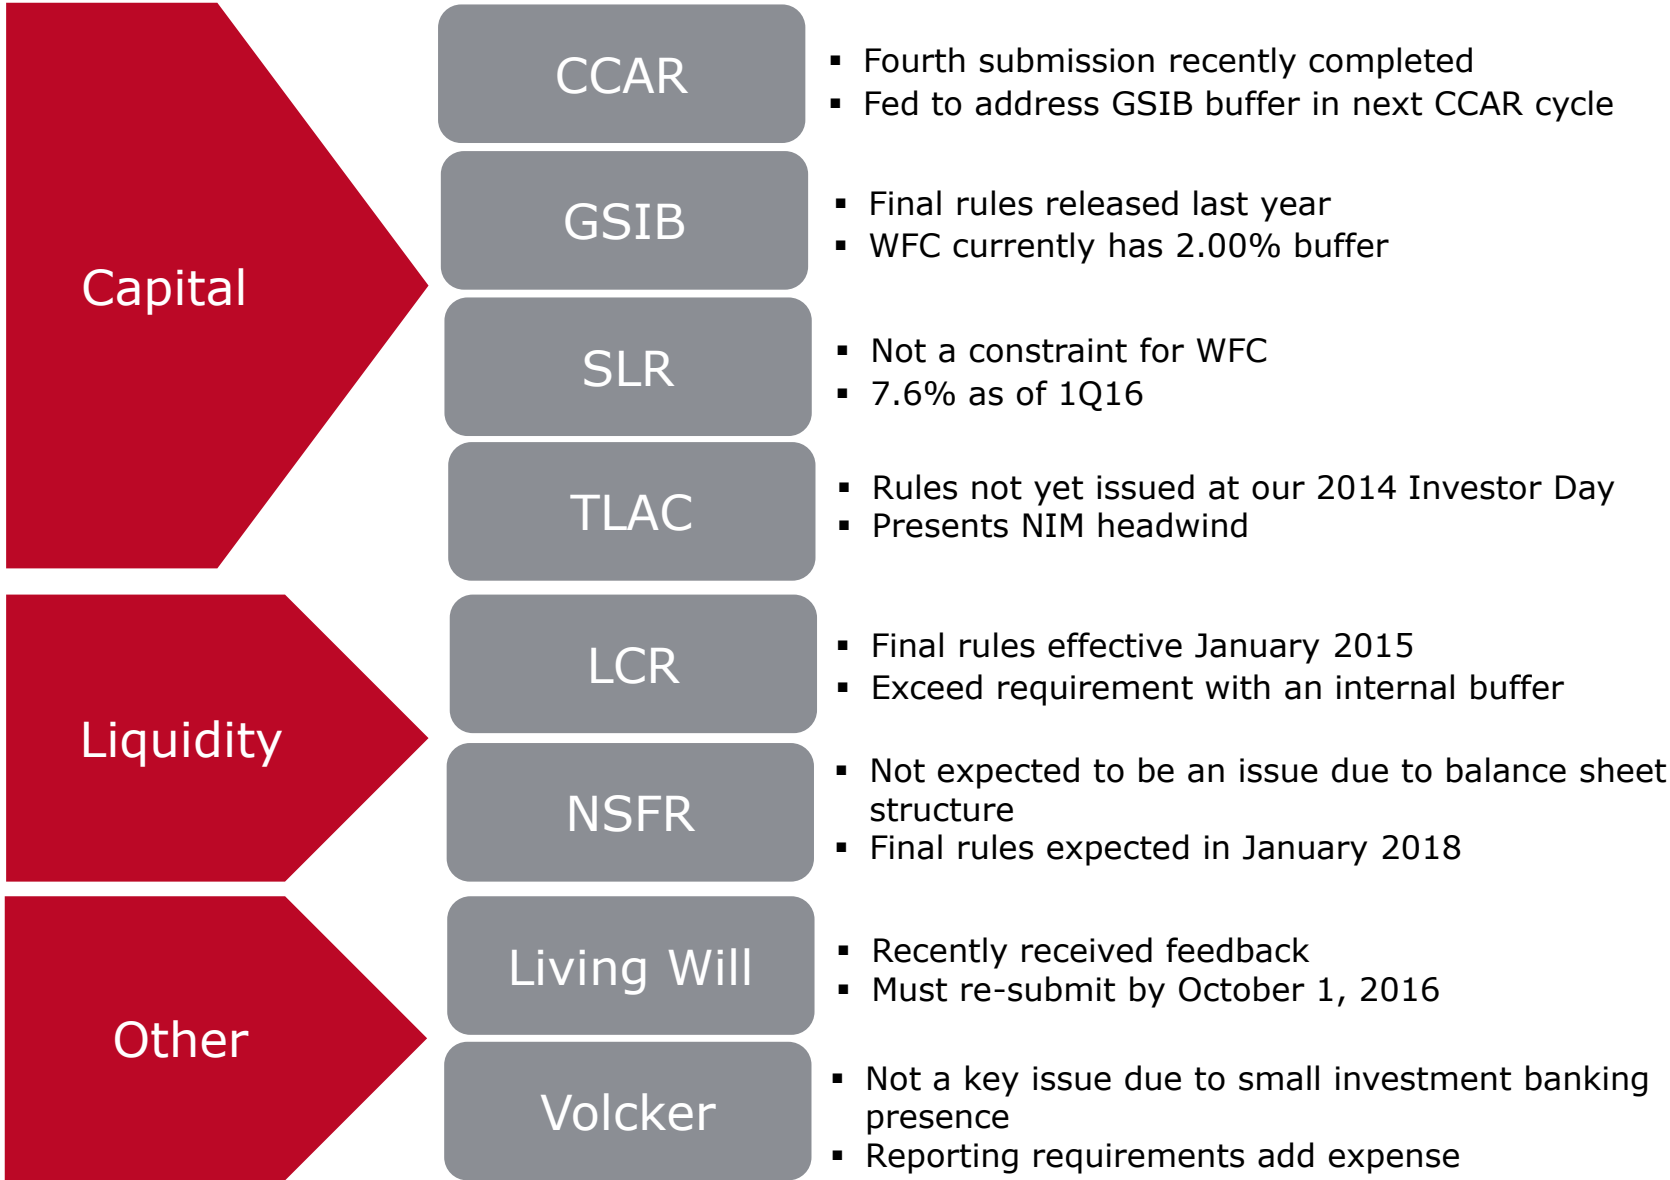 Capital
CCAR
▪ Fourth submission recently completed
▪ Fed to address GSIB buffer in next CCAR cycle
GSIB
▪ Final rules released last year
▪ WFC currently has 2.00% buffer
SLR
▪ Not a constraint for WFC
▪ 7.6% as of 1Q16
TLAC
▪ Rules not yet issued at our 2014 Investor Day
▪ Presents NIM headwind
Liquidity
LCR
▪ Final rules effective January 2015
▪ Exceed requirement with an internal buffer
NSFR
▪ Not expected to be an issue due to balance sheet
structure
▪ Final rules expected in January 2018
Other
Living Will
▪ Recently received feedback
▪ Must re-submit by October 1, 2016
Volcker
▪ Not a key issue due to small investment banking
presence
▪ Reporting requirements add expense